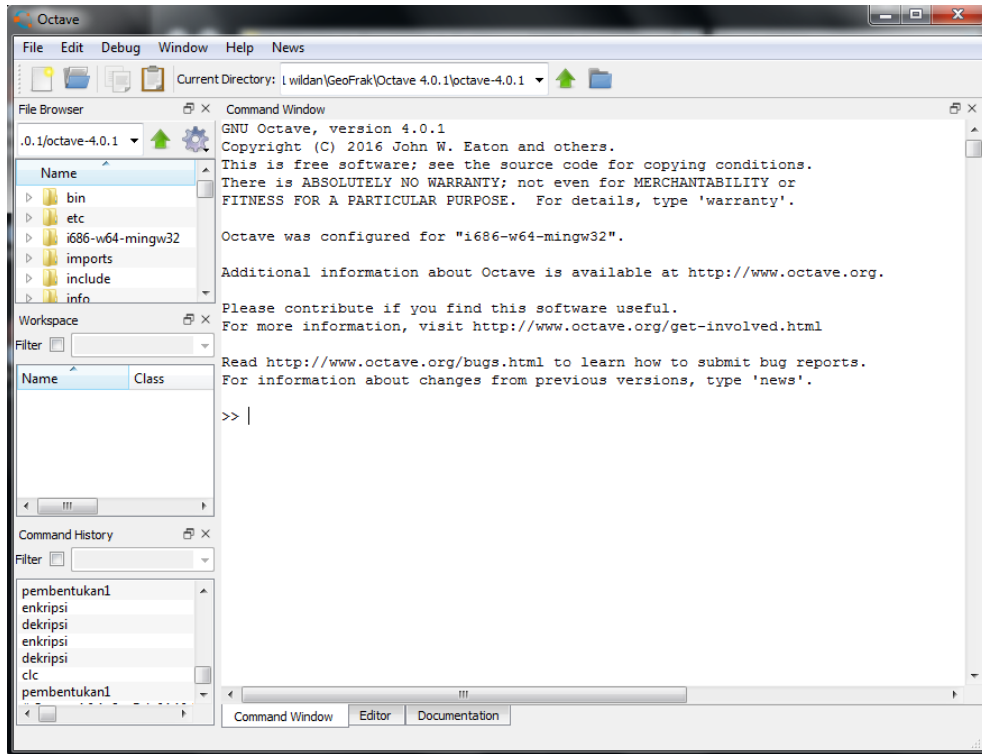 Octave
File Edit Debug Window Help News
Current Directory: l wildan\GeoFrak\Octave 4.0.1\octave-4.0.1
File Browser
.0.1/octave-4.0.1
Name
bin
etc
i686-w64-mingw32
imports
include
info
Workspace
Filter
Name Class
Command History
Filter
pembentukan1
enkripsi
dekripsi
enkripsi
dekripsi
clc
pembentukan1
Command Window
GNU Octave, version 4.0.1
Copyright (C) 2016 John W. Eaton and others.
This is free software; see the source code for copying conditions.
There is ABSOLUTELY NO WARRANTY; not even for MERCHANTABILITY or
FITNESS FOR A PARTICULAR PURPOSE.  For details, type 'warranty'.
Octave was configured for "i686-w64-mingw32".
Additional information about Octave is available at http://www.octave.org.
Please contribute if you find this software useful.
For more information, visit http://www.octave.org/get-involved.html
Read http://www.octave.org/bugs.html to learn how to submit bug reports.
For information about changes from previous versions, type 'news'.
>>
Command Window Editor Documentation